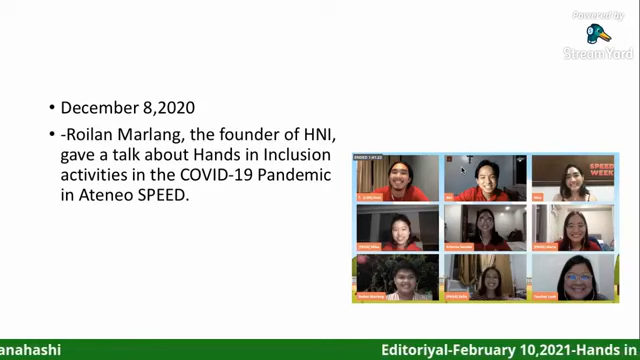 Powered by
StreamYard
• December 8,2020
• -Roilan Marlang, the founder of HNI,
gave a talk about Hands in Inclusion
activities in the COVID-19 Pandemic
in Ateneo SPEED.
SPEED
WEEK
anahashi
Editoriyal-February 10,2021-Hands in